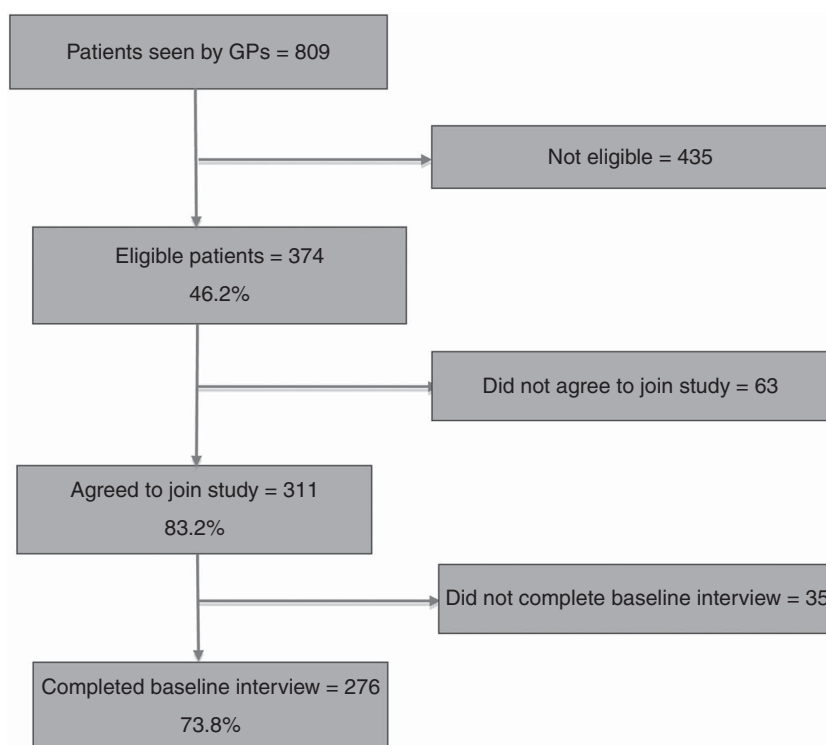 Patients seen by GPs = 809
Not eligible = 435
Eligible patients = 374
46.2%
Did not agree to join study = 63
Agreed to join study = 311
83.2%
Did not complete baseline interview = 35
Completed baseline interview = 276
73.8%